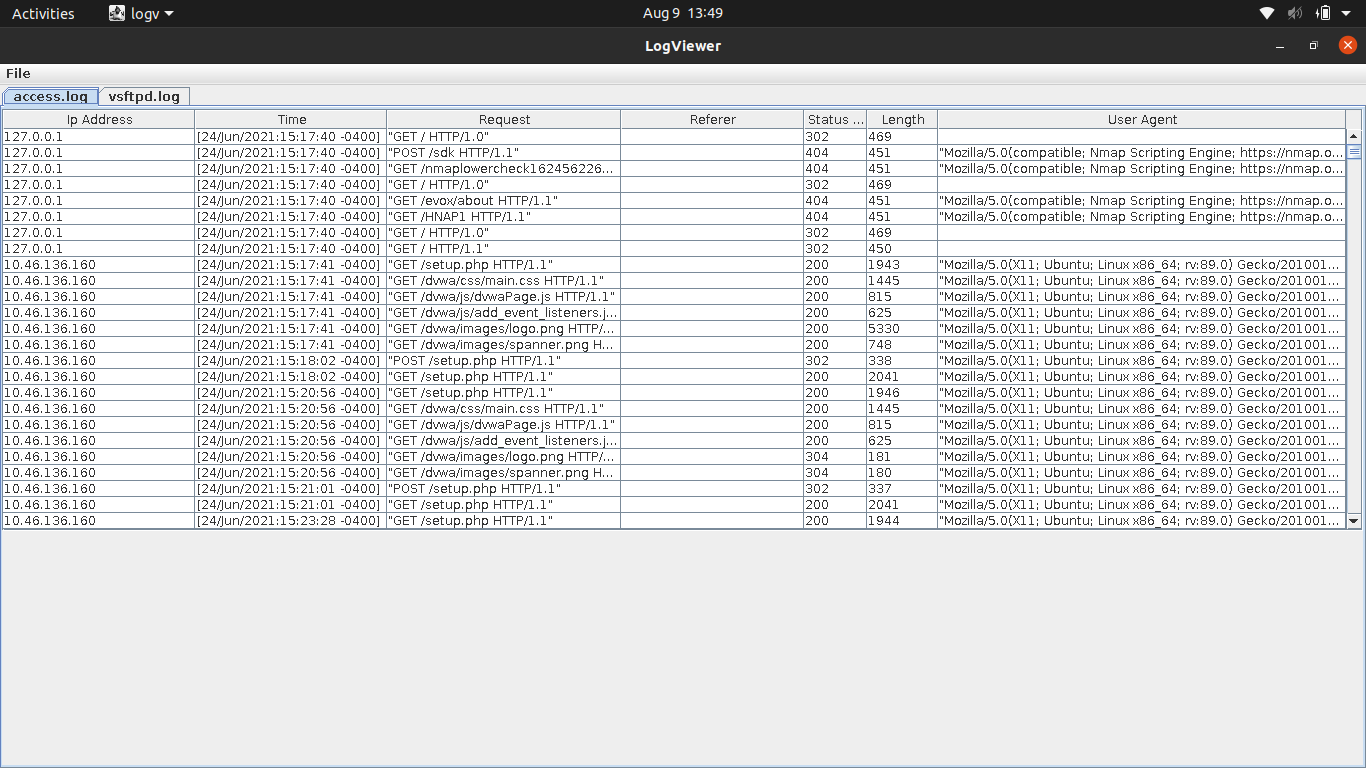 Activities logv Aug 9 13:49
LogViewer
File
access.log vsftpd.log
Ip Address Time Request Referer Status ... Length User Agent
127.0.0.1 [24/Jun/2021:15:17:40 -0400] "GET / HTTP/1.0" 302 469
127.0.0.1 [24/Jun/2021:15:17:40 -0400] "POST /sdk HTTP/1.1" 404 451 "Mozilla/5.0(compatible; Nmap Scripting Engine; https://nmap.o...
127.0.0.1 [24/Jun/2021:15:17:40 -0400] "GET /nmaplowercheck162456226... 404 451 "Mozilla/5.0(compatible; Nmap Scripting Engine; https://nmap.o...
127.0.0.1 [24/Jun/2021:15:17:40 -0400] "GET / HTTP/1.0" 302 469
127.0.0.1 [24/Jun/2021:15:17:40 -0400] "GET /evox/about HTTP/1.1" 404 451 "Mozilla/5.0(compatible; Nmap Scripting Engine; https://nmap.o...
127.0.0.1 [24/Jun/2021:15:17:40 -0400] "GET /HNAP1 HTTP/1.1" 404 451 "Mozilla/5.0(compatible; Nmap Scripting Engine; https://nmap.o...
127.0.0.1 [24/Jun/2021:15:17:40 -0400] "GET / HTTP/1.0" 302 469
127.0.0.1 [24/Jun/2021:15:17:40 -0400] "GET / HTTP/1.1" 302 450
10.46.136.160 [24/Jun/2021:15:17:41 -0400] "GET /setup.php HTTP/1.1" 200 1943 "Mozilla/5.0(X11; Ubuntu; Linux x86_64; rv:89.0) Gecko/201001...
10.46.136.160 [24/Jun/2021:15:17:41 -0400] "GET /dvwa/css/main.css HTTP/1.1" 200 1445 "Mozilla/5.0(X11; Ubuntu; Linux x86_64; rv:89.0) Gecko/201001...
10.46.136.160 [24/Jun/2021:15:17:41 -0400] "GET /dvwa/js/dvwaPage.js HTTP/1.1" 200 815 "Mozilla/5.0(X11; Ubuntu; Linux x86_64; rv:89.0) Gecko/201001...
10.46.136.160 [24/Jun/2021:15:17:41 -0400] "GET /dvwa/js/add_event_listeners.j... 200 625 "Mozilla/5.0(X11; Ubuntu; Linux x86_64; rv:89.0) Gecko/201001...
10.46.136.160 [24/Jun/2021:15:17:41 -0400] "GET /dvwa/images/logo.png HTTP/... 200 5330 "Mozilla/5.0(X11; Ubuntu; Linux x86_64; rv:89.0) Gecko/201001...
10.46.136.160 [24/Jun/2021:15:17:41 -0400] "GET /dvwa/images/spanner.png H... 200 748 "Mozilla/5.0(X11; Ubuntu; Linux x86_64; rv:89.0) Gecko/201001...
10.46.136.160 [24/Jun/2021:15:18:02 -0400] "POST /setup.php HTTP/1.1" 302 338 "Mozilla/5.0(X11; Ubuntu; Linux x86_64; rv:89.0) Gecko/201001...
10.46.136.160 [24/Jun/2021:15:18:02 -0400] "GET /setup.php HTTP/1.1" 200 2041 "Mozilla/5.0(X11; Ubuntu; Linux x86_64; rv:89.0) Gecko/201001...
10.46.136.160 [24/Jun/2021:15:20:56 -0400] "GET /setup.php HTTP/1.1" 200 1946 "Mozilla/5.0(X11; Ubuntu; Linux x86_64; rv:89.0) Gecko/201001...
10.46.136.160 [24/Jun/2021:15:20:56 -0400] "GET /dvwa/css/main.css HTTP/1.1" 200 1445 "Mozilla/5.0(X11; Ubuntu; Linux x86_64; rv:89.0) Gecko/201001...
10.46.136.160 [24/Jun/2021:15:20:56 -0400] "GET /dvwa/js/dvwaPage.js HTTP/1.1" 200 815 "Mozilla/5.0(X11; Ubuntu; Linux x86_64; rv:89.0) Gecko/201001...
10.46.136.160 [24/Jun/2021:15:20:56 -0400] "GET /dvwa/js/add_event_listeners.j... 200 625 "Mozilla/5.0(X11; Ubuntu; Linux x86_64; rv:89.0) Gecko/201001...
10.46.136.160 [24/Jun/2021:15:20:56 -0400] "GET /dvwa/images/logo.png HTTP/... 304 181 "Mozilla/5.0(X11; Ubuntu; Linux x86_64; rv:89.0) Gecko/201001...
10.46.136.160 [24/Jun/2021:15:20:56 -0400] "GET /dvwa/images/spanner.png H... 304 180 "Mozilla/5.0(X11; Ubuntu; Linux x86_64; rv:89.0) Gecko/201001...
10.46.136.160 [24/Jun/2021:15:21:01 -0400] "POST /setup.php HTTP/1.1" 302 337 "Mozilla/5.0(X11; Ubuntu; Linux x86_64; rv:89.0) Gecko/201001...
10.46.136.160 [24/Jun/2021:15:21:01 -0400] "GET /setup.php HTTP/1.1" 200 2041 "Mozilla/5.0(X11; Ubuntu; Linux x86_64; rv:89.0) Gecko/201001...
10.46.136.160 [24/Jun/2021:15:23:28 -0400] "GET /setup.php HTTP/1.1" 200 1944 "Mozilla/5.0(X11; Ubuntu; Linux x86_64; rv:89.0) Gecko/201001...